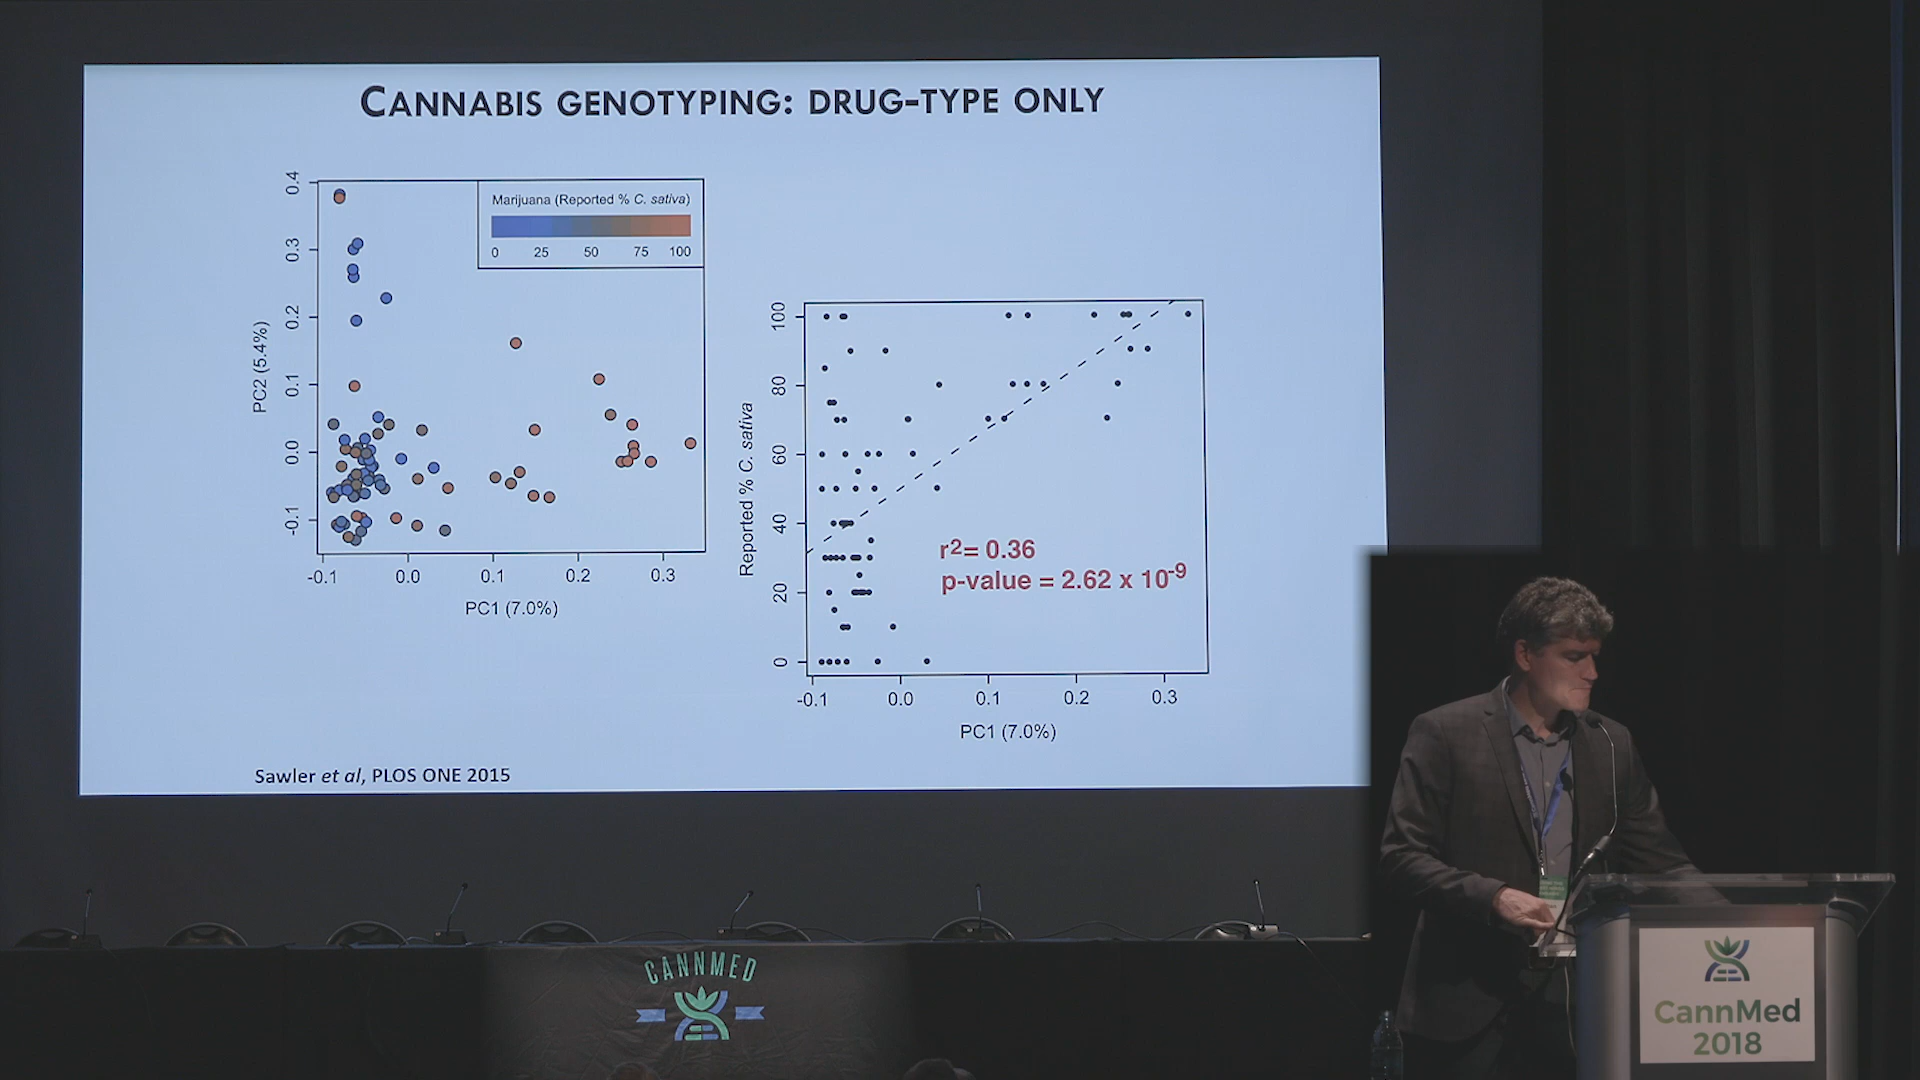 CANNABIS GENOTYPING: DRUG-TYPE ONLY
Marijuana (Reported % C. sativa)
0 25 50 75 100
0.4
0.3
0.2
0.1
0.0
-0.1
PC2 (5.4%)
-0.1 0.0 0.1 0.2 0.3
PC1 (7.0%)
100
80
60
40
20
0
Reported % C. sativa
r2= 0.36
p-value = 2.62 x 10-9
-0.1 0.0 0.1 0.2 0.3
PC1 (7.0%)
Sawler et al, PLOS ONE 2015
CANNMED
CannMed
2018